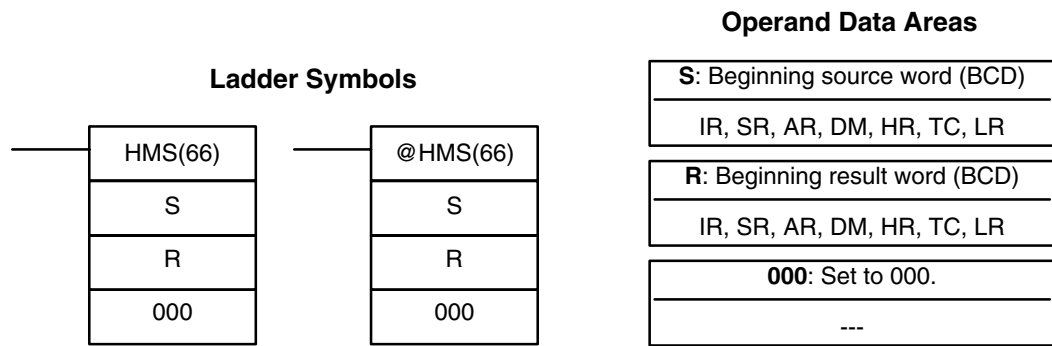 Ladder Symbols
HMS(66)
S
R
000
@HMS(66)
S
R
000
Operand Data Areas
S: Beginning source word (BCD)
IR, SR, AR, DM, HR, TC, LR
R: Beginning result word (BCD)
IR, SR, AR, DM, HR, TC, LR
000: Set to 000.
---